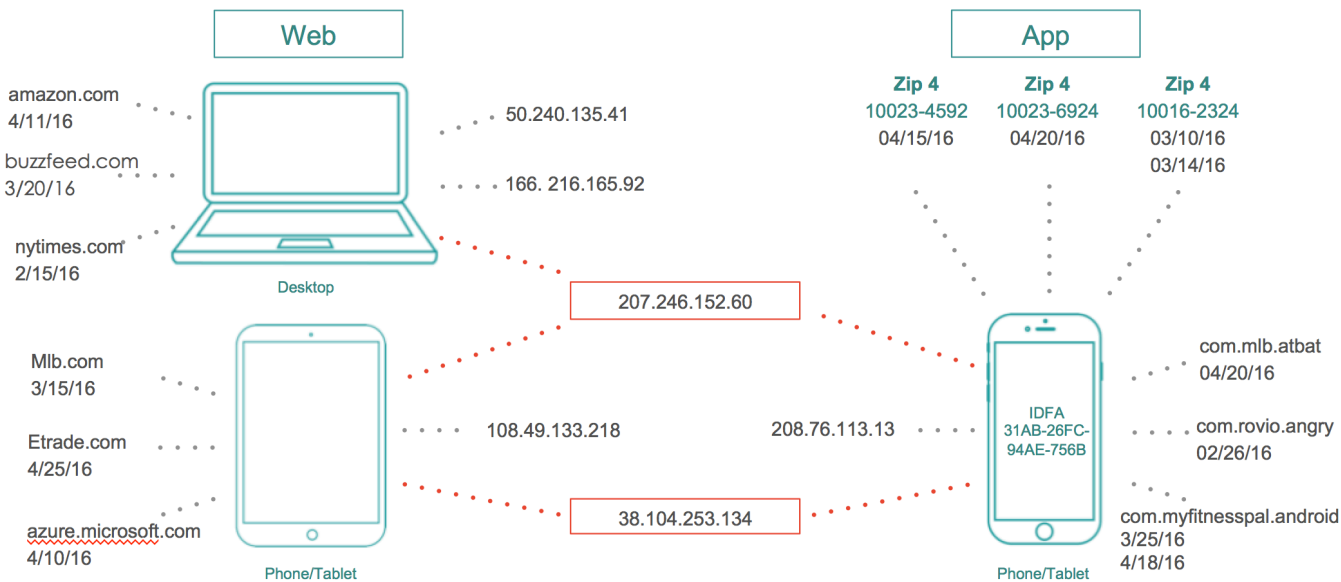 Web
App
amazon.com
4/11/16
buzzfeed.com
3/20/16
nytimes.com
2/15/16
50.240.135.41
166. 216.165.92
Desktop
207.246.152.60
Zip 4
10023-4592
04/15/16
Zip 4
10023-6924
04/20/16
Zip 4
10016-2324
03/10/16
03/14/16
Mlb.com
3/15/16
Etrade.com
4/25/16
azure.microsoft.com
4/10/16
108.49.133.218
208.76.113.13
38.104.253.134
Phone/Tablet
IDFA
31AB-26FC-
94AE-756B
com.mlb.atbat
04/20/16
com.rovio.angry
02/26/16
com.myfitnesspal.android
3/25/16
4/18/16
Phone/Tablet